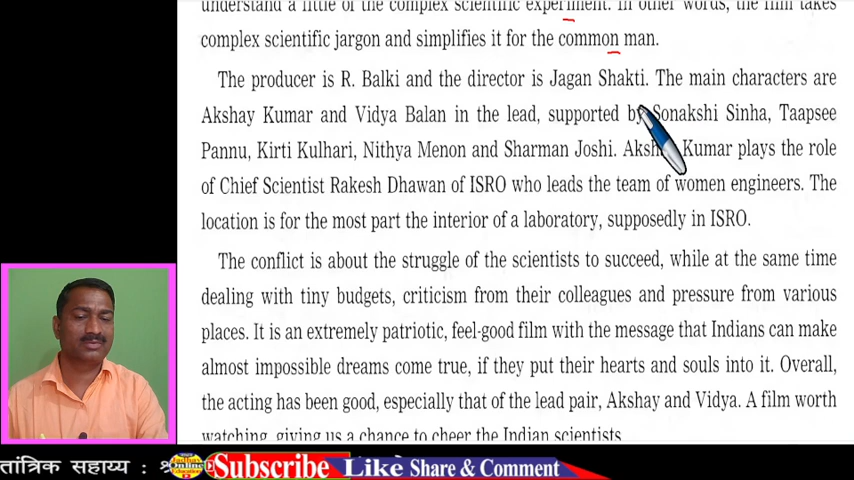 understand a little of the complex scientific experiment. In other words, the film takes
complex scientific jargon and simplifies it for the common man.
The producer is R. Balki and the director is Jagan Shakti. The main characters are
Akshay Kumar and Vidya Balan in the lead, supported by Sonakshi Sinha, Taapsee
Pannu, Kirti Kulhari, Nithya Menon and Sharman Joshi. Akshay Kumar plays the role
of Chief Scientist Rakesh Dhawan of ISRO who leads the team of women engineers. The
location is for the most part the interior of a laboratory, supposedly in ISRO.
The conflict is about the struggle of the scientists to succeed, while at the same time
dealing with tiny budgets, criticism from their colleagues and pressure from various
places. It is an extremely patriotic, feel-good film with the message that Indians can make
almost impossible dreams come true, if they put their hearts and souls into it. Overall,
the acting has been good, especially that of the lead pair, Akshay and Vidya. A film worth
watching, giving us a chance to cheer the Indian scientists
तांत्रिक सहाय्य :
Online
Education
Subscribe Like Share & Comment